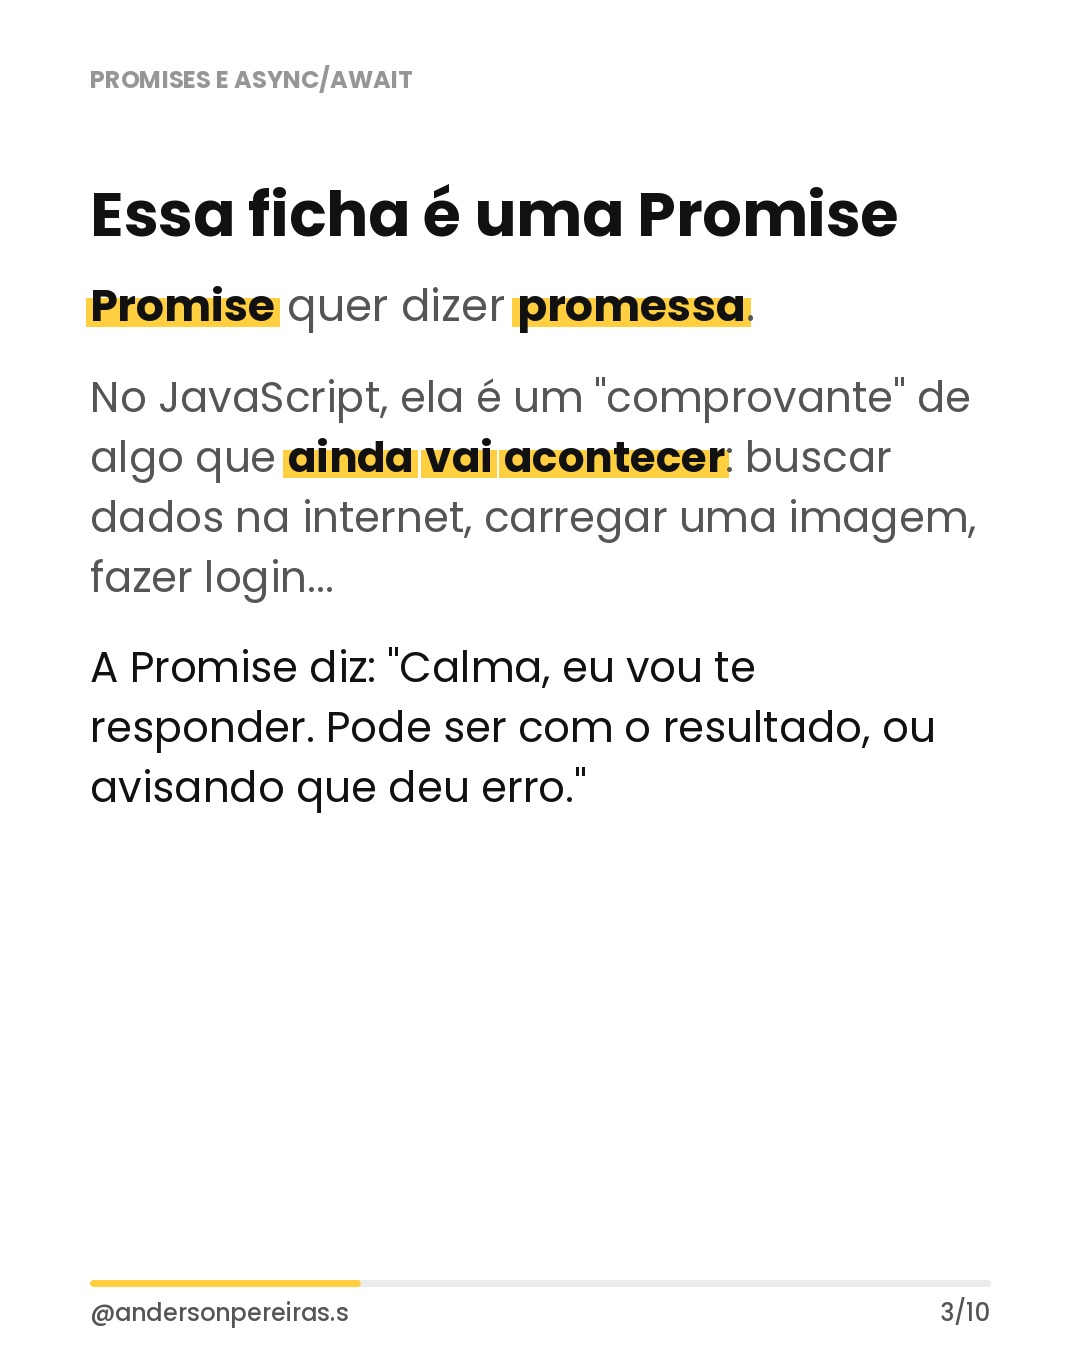 PROMISES E ASYNC/AWAIT
Essa ficha é uma Promise
Promise quer dizer promessa.
No JavaScript, ela é um "comprovante" de
algo que ainda vai acontecer: buscar
dados na internet, carregar uma imagem,
fazer login...
A Promise diz: "Calma, eu vou te
responder. Pode ser com o resultado, ou
avisando que deu erro."
@andersonpereiras.s
3/10